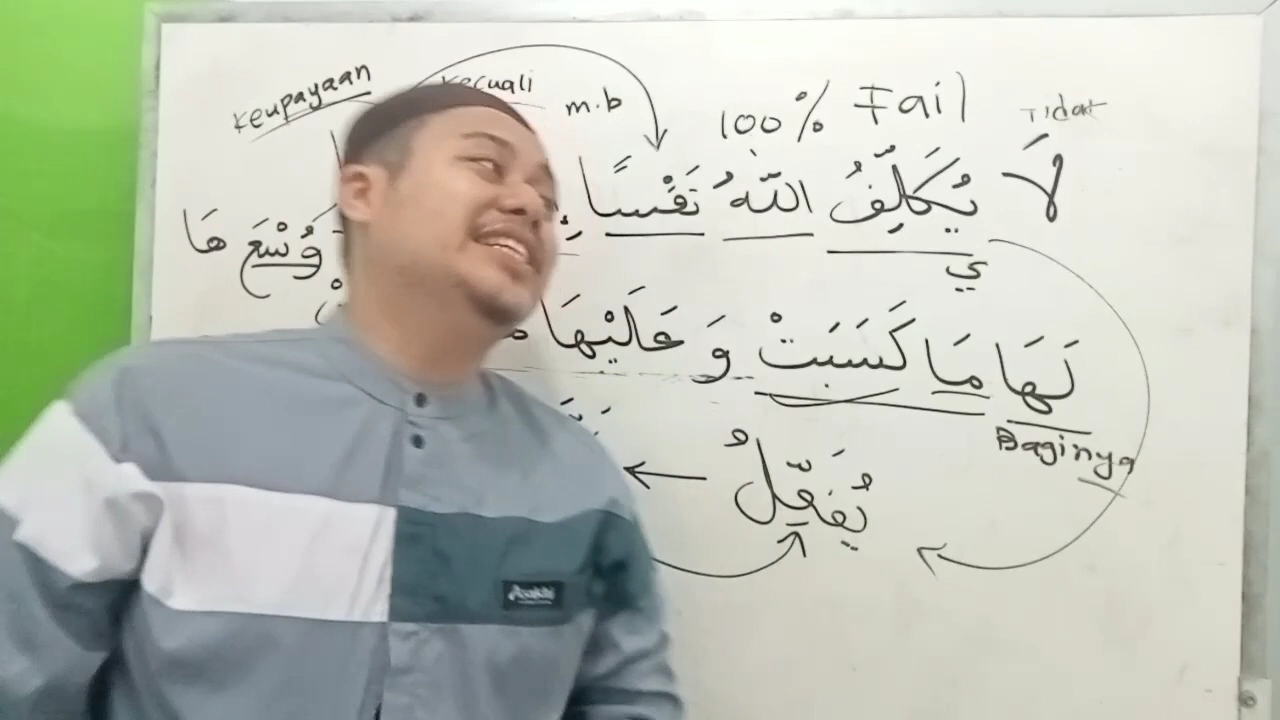 Keupayaan kecuali m.b 100% Fail Tidak
لَا يُكَلِّفُ اللّهُ نَفْسًا وُسْعَ هَا
ي
لَهَا مَا كَسَبَتْ وَ عَلَيْهَا
Baginya
يُفَعِّلُ